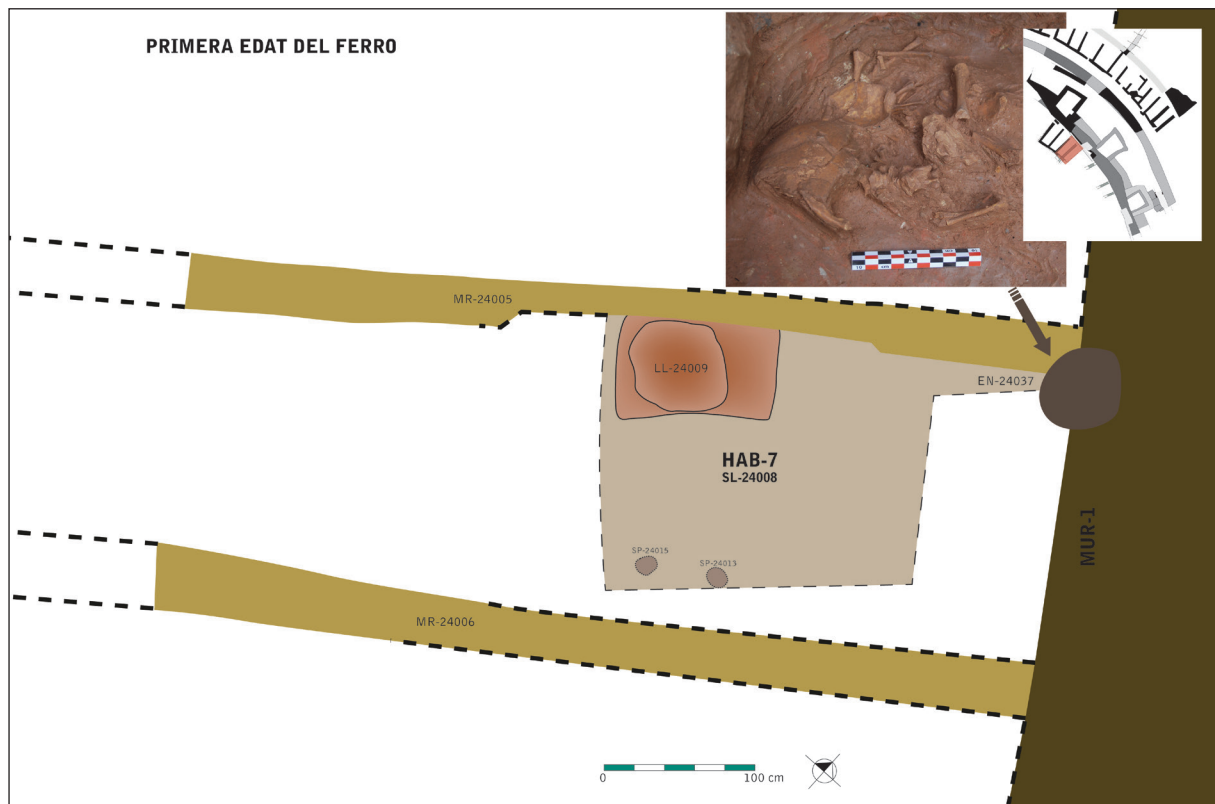 PRIMERA EDAT DEL FERRO
MR-24005
LL-24009
EN-24037
HAB-7
SL-24008
MUR-1
SP-24015
SP-24013
MR-24006
0
100 cm